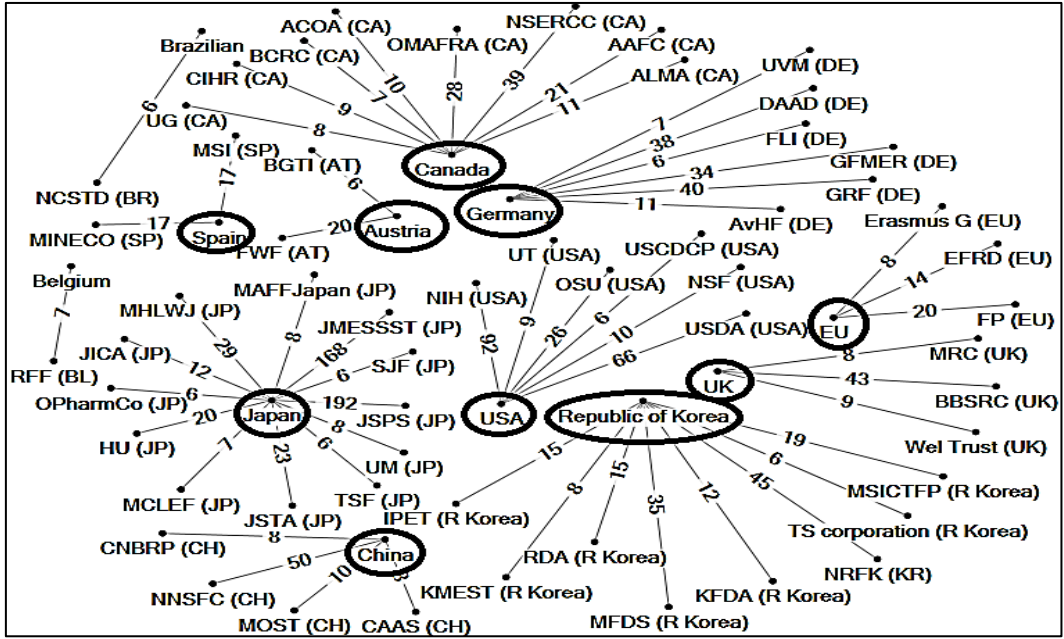 NSERCC (CA)
ACOA (CA)
OMAFRA (CA)
AAFC (CA)
Brazilian
BCRC (CA)
CIHR (CA)
ALMA (CA)
UVM (DE)
10
28
39
21
11
7
9
6
UG (CA)
8
DAAD (DE)
7
38
FLI (DE)
6
MSI (SP)
BGTI (AT)
Canada
GFMER (DE)
34
40
GRF (DE)
11
17
6
NCSTD (BR)
Germany
AvHF (DE)
Erasmus G (EU)
MINECO (SP)
17
Spain
20
Austria
FWF (AT)
UT (USA)
USCDCP (USA)
EFRD (EU)
8
14
Belgium
MAFFJapan (JP)
NIH (USA)
OSU (USA)
NSF (USA)
7
MHLWJ (JP)
8
JMESSST (JP)
92
9
26
6
10
USDA (USA)
EU
20
FP (EU)
JICA (JP)
29
168
SJF (JP)
66
8
MRC (UK)
RFF (BL)
12
6
OPharmCo (JP)
6
UK
43
BBSRC (UK)
192
JSPS (JP)
20
Japan
USA
Republic of Korea
9
HU (JP)
8
Wel Trust (UK)
7
23
6
UM (JP)
15
19
MCLEF (JP)
TSF (JP)
8
15
35
12
45
6
MSICTFP (R Korea)
JSTA (JP)
IPET (R Korea)
TS corporation (R Korea)
CNBRP (CH)
8
China
RDA (R Korea)
50
NRFK (KR)
NNSFC (CH)
10
KMEST (R Korea)
KFDA (R Korea)
MOST (CH)
CAAS (CH)
MFDS (R Korea)